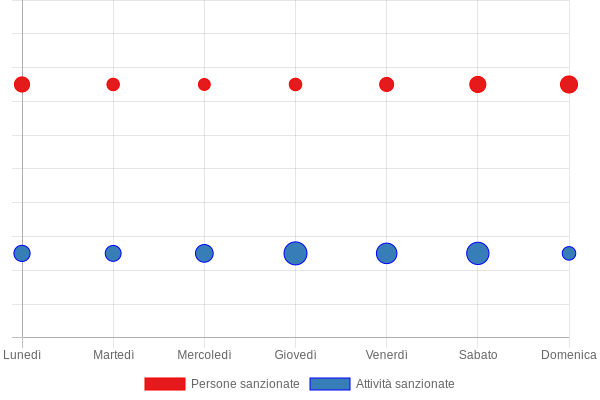 Lunedì Martedì Mercoledì Giovedì Venerdì Sabato Domenica
Persone sanzionate Attività sanzionate